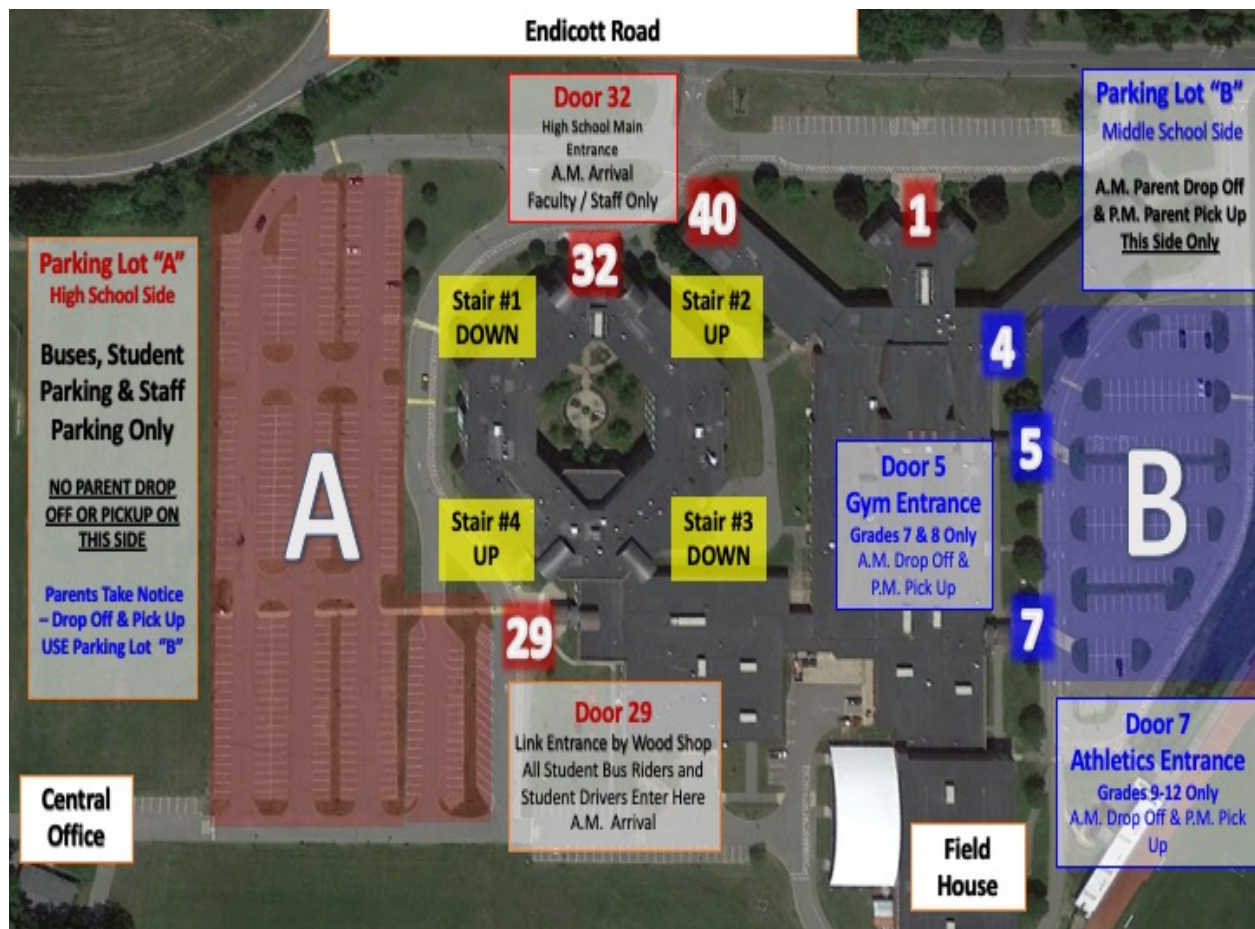 Endicott Road
Door 32
High School Main
Entrance
A.M. Arrival
Faculty / Staff Only
Parking Lot “B”
Middle School Side
A.M. Parent Drop Off
& P.M. Parent Pick Up
This Side Only
40
1
32
Parking Lot “A”
High School Side
Buses, Student
Parking & Staff
Parking Only
NO PARENT DROP
OFF OR PICKUP ON
THIS SIDE
Parents Take Notice
– Drop Off & Pick Up
USE Parking Lot “B”
Stair #1
DOWN
Stair #2
UP
4
5
A
B
Door 5
Gym Entrance
Grades 7 & 8 Only
A.M. Drop Off &
P.M. Pick Up
Stair #4
UP
Stair #3
DOWN
29
7
Door 29
Link Entrance by Wood Shop
All Student Bus Riders and
Student Drivers Enter Here
A.M. Arrival
Door 7
Athletics Entrance
Grades 9-12 Only
A.M. Drop Off & P.M. Pick
Up
Central
Office
Field
House